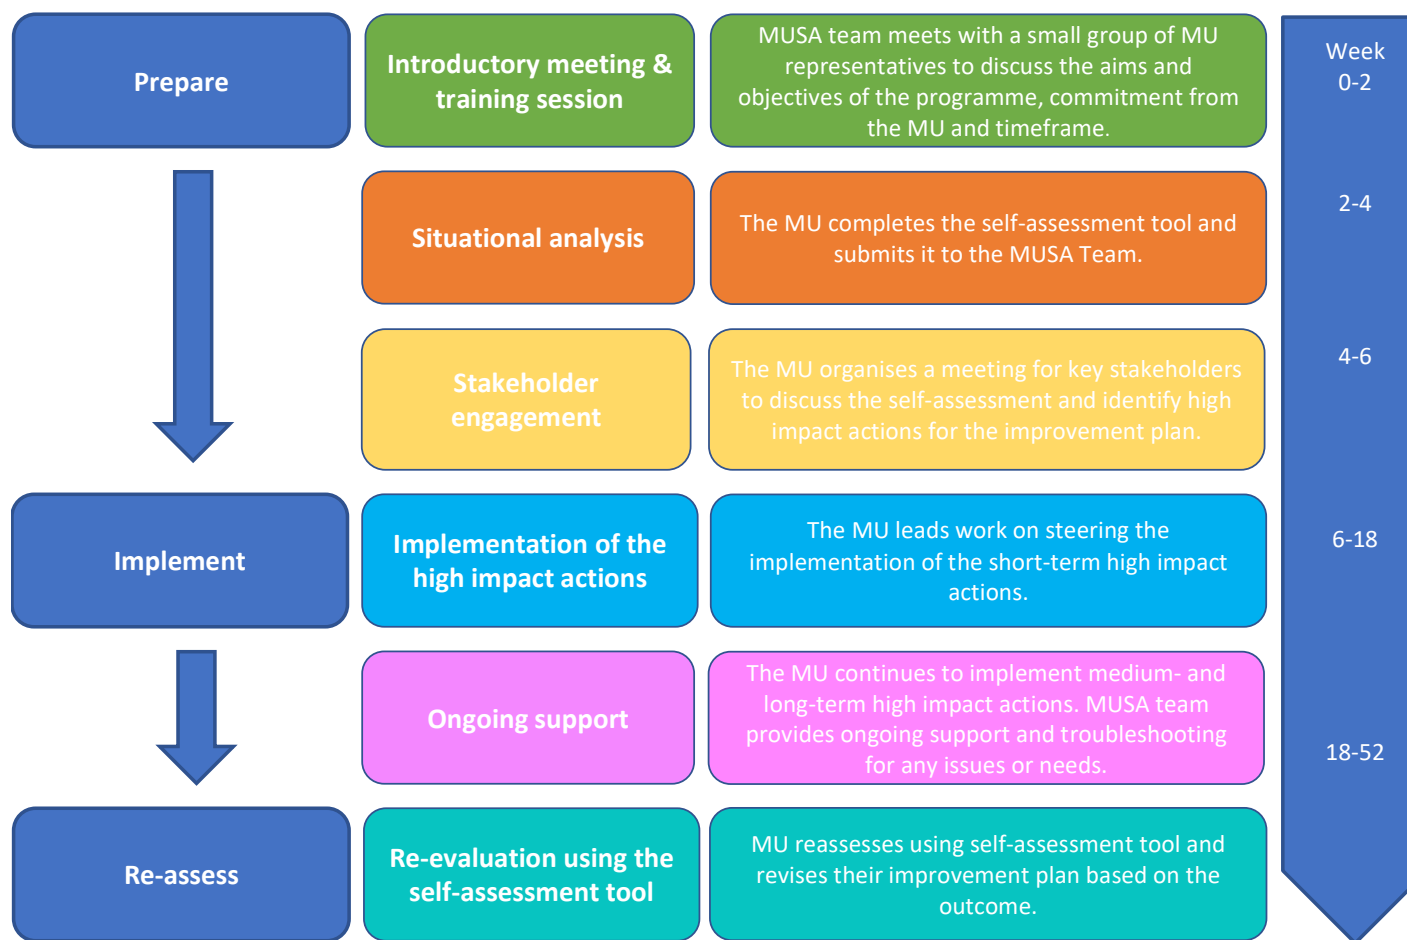 Prepare
Introductory meeting &
training session
MUSA team meets with a small group of MU
representatives to discuss the aims and
objectives of the programme, commitment from
the MU and timeframe.
Week
0-2
Situational analysis
The MU completes the self-assessment tool and
submits it to the MUSA Team.
2-4
Stakeholder
engagement
The MU organises a meeting for key stakeholders
to discuss the self-assessment and identify high
impact actions for the improvement plan.
4-6
Implement
Implementation of the
high impact actions
The MU leads work on steering the
implementation of the short-term high impact
actions.
6-18
Ongoing support
The MU continues to implement medium- and
long-term high impact actions. MUSA team
provides ongoing support and troubleshooting
for any issues or needs.
18-52
Re-assess
Re-evaluation using the
self-assessment tool
MU reassesses using self-assessment tool and
revises their improvement plan based on the
outcome.